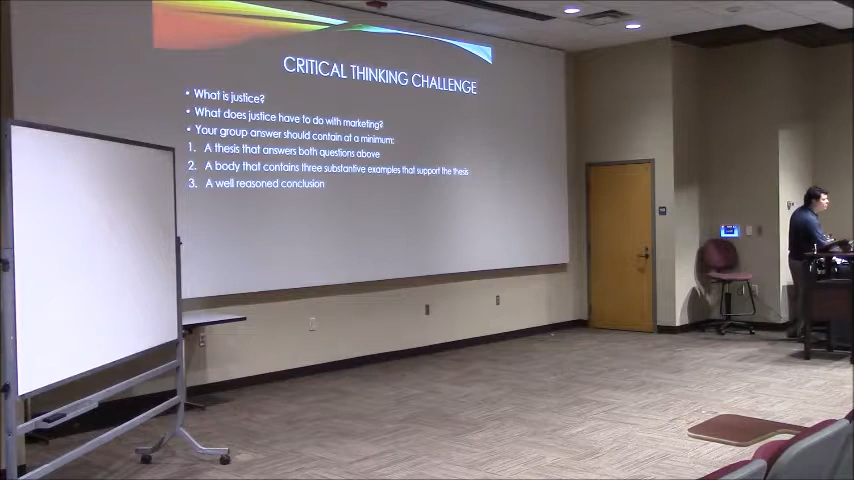 CRITICAL THINKING CHALLENGE
• What is justice?
• What does justice have to do with marketing?
• Your group answer should contain at a minimum:
1. A thesis that answers both questions above
2. A body that contains three substantive examples that support the thesis
3. A well reasoned conclusion